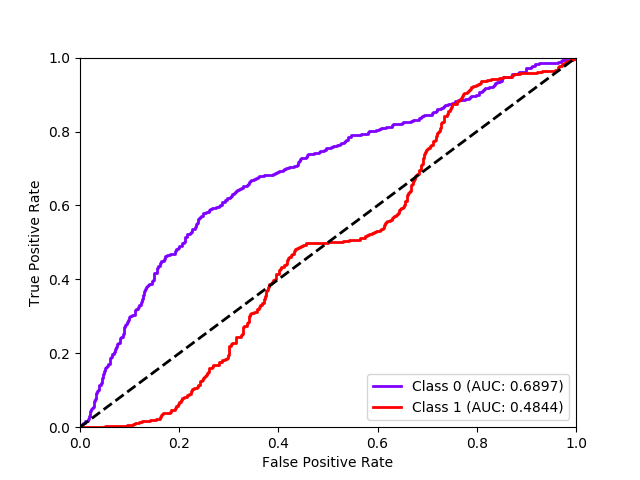 1.0
0.8
0.6
0.4
0.2
0.0
True Positive Rate
0.0 0.2 0.4 0.6 0.8 1.0
False Positive Rate
Class 0 (AUC: 0.6897)
Class 1 (AUC: 0.4844)